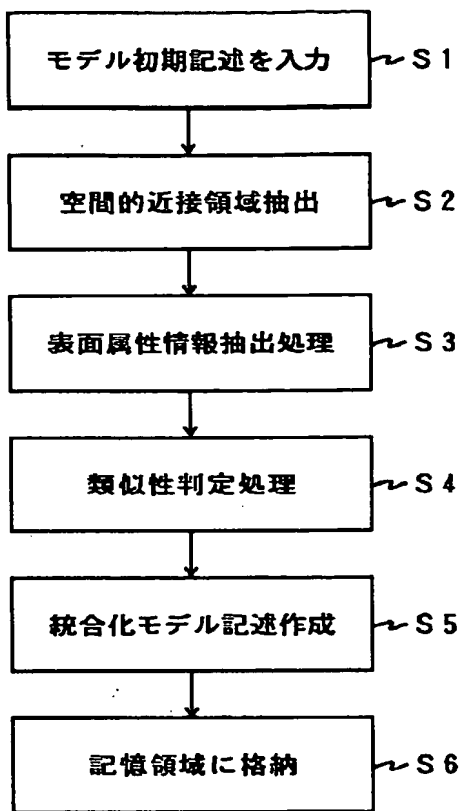 モデル初期記述を入力 S1
空間的近接領域抽出 S2
表面属性情報抽出処理 S3
類似性判定処理 S4
統合化モデル記述作成 S5
記憶領域に格納 S6